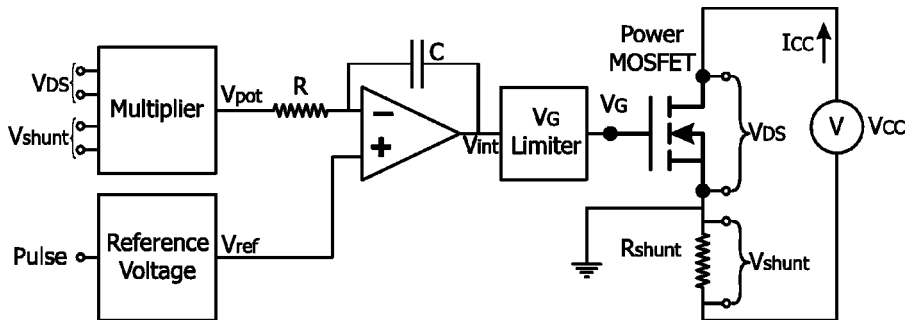 VDS
Vshunt
Multiplier
Vpot
R
C
−
+
Vint
VG
Limiter
VG
Power
MOSFET
VDS
ICC
V
VCC
Pulse
Reference
Voltage
Vref
Rshunt
Vshunt